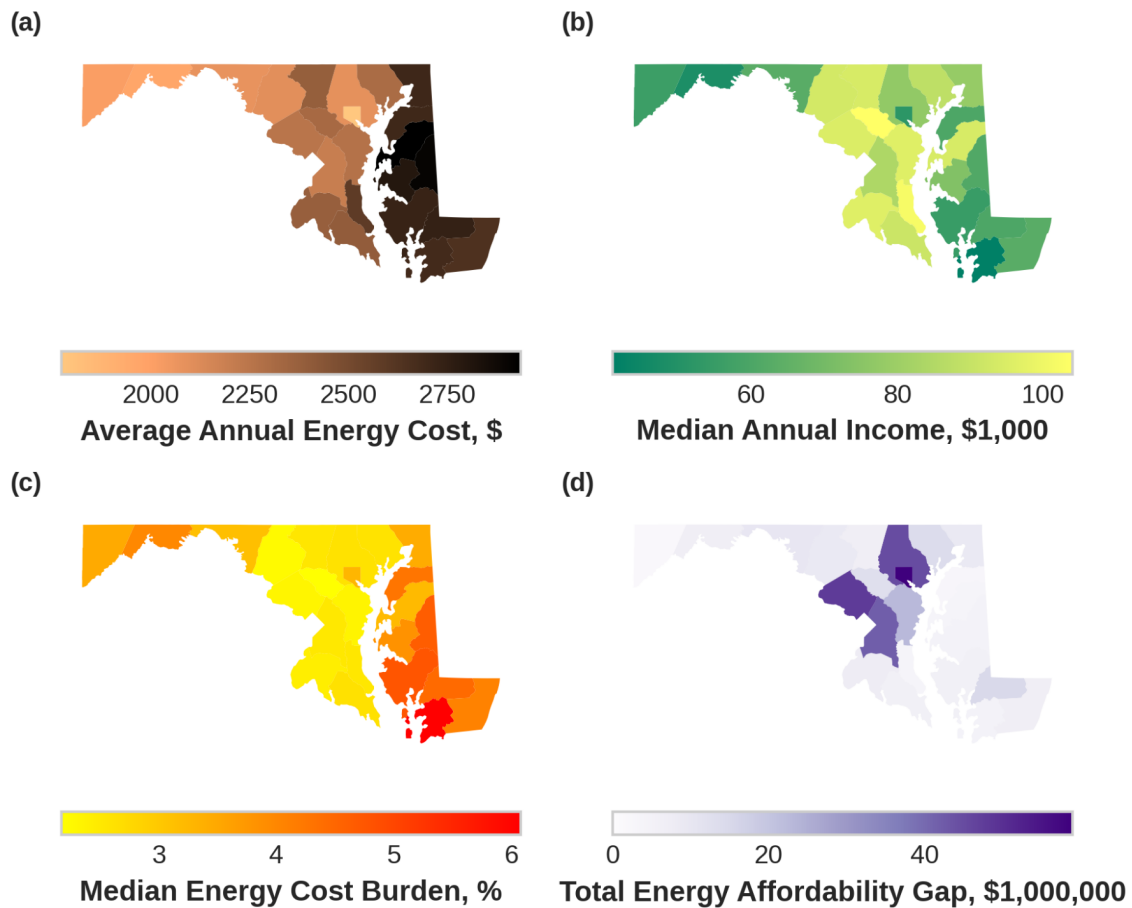 (a)
(b)
2000 2250 2500 2750
Average Annual Energy Cost, $
60 80 100
Median Annual Income, $1,000
(c)
(d)
3 4 5 6
Median Energy Cost Burden, %
0 20 40
Total Energy Affordability Gap, $1,000,000